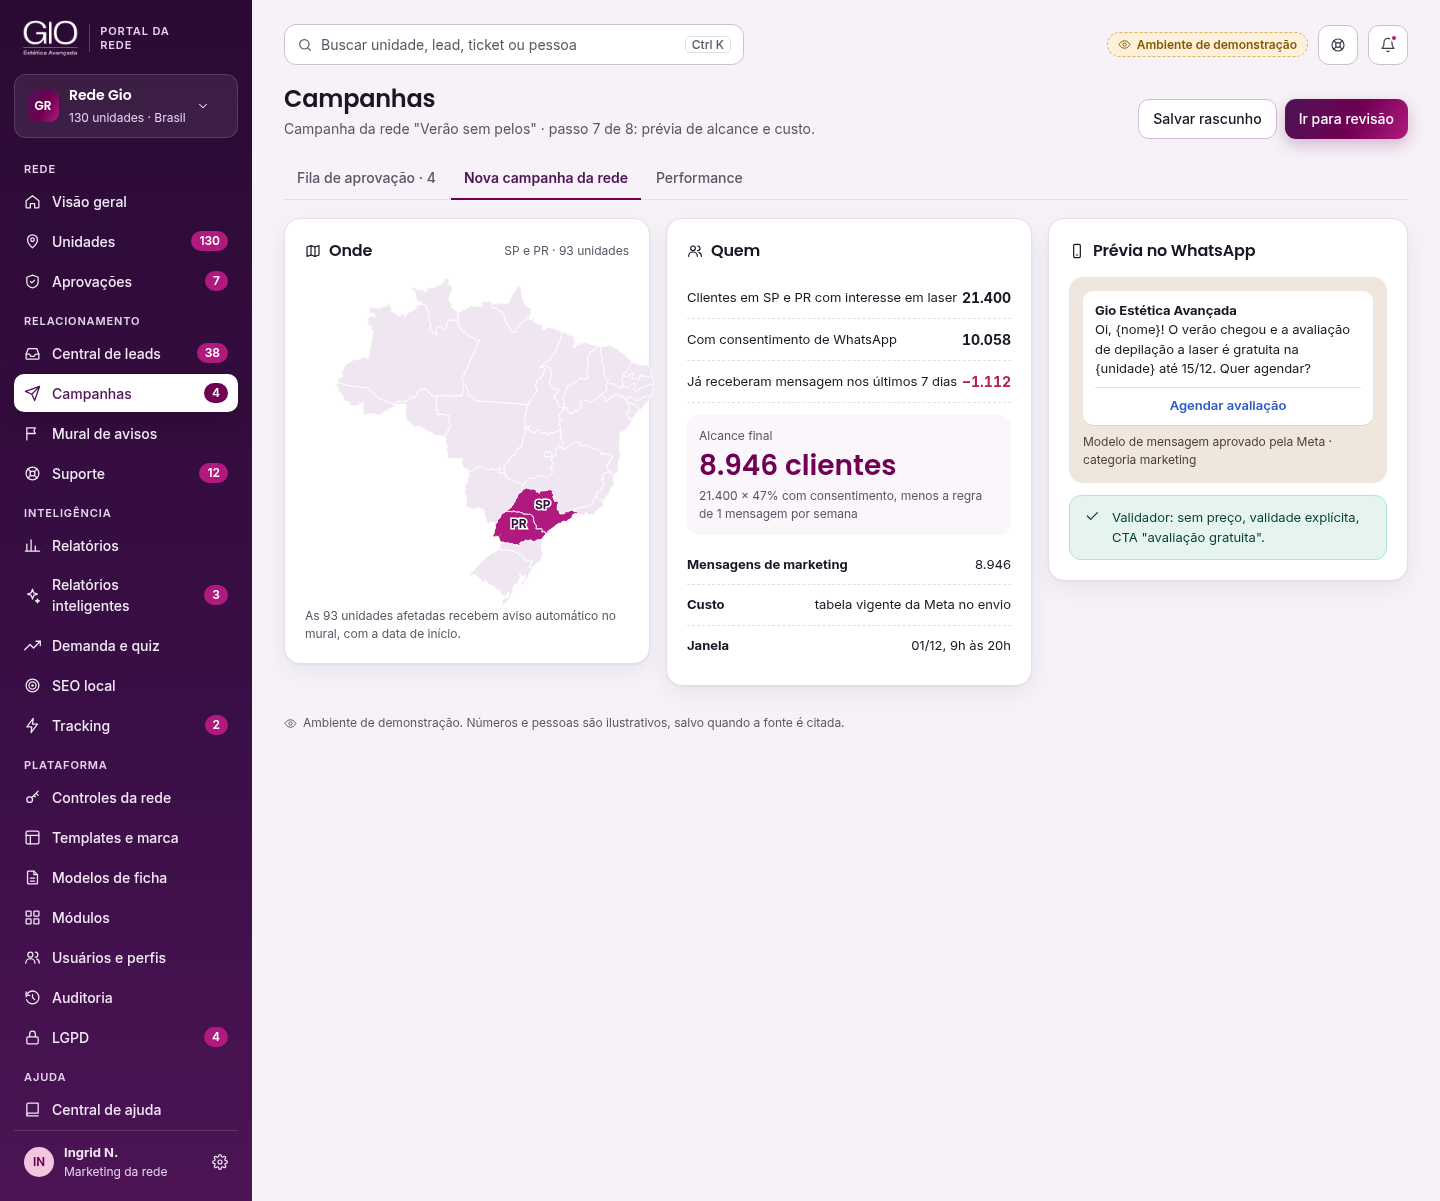 GIO
Estética Avançada
PORTAL DA
REDE
GR
Rede Gio
130 unidades · Brasil
REDE
Visão geral
Unidades 130
Aprovações 7
RELACIONAMENTO
Central de leads 38
Campanhas 4
Mural de avisos
Suporte 12
INTELIGÊNCIA
Relatórios
Relatórios
inteligentes 3
Demanda e quiz
SEO local
Tracking 2
PLATAFORMA
Controles da rede
Templates e marca
Modelos de ficha
Módulos
Usuários e perfis
Auditoria
LGPD 4
AJUDA
Central de ajuda
IN
Ingrid N.
Marketing da rede
Buscar unidade, lead, ticket ou pessoa Ctrl K
Ambiente de demonstração
Campanhas
Campanha da rede "Verão sem pelos" · passo 7 de 8: prévia de alcance e custo.
Salvar rascunho
Ir para revisão
Fila de aprovação · 4
Nova campanha da rede
Performance
Onde
SP e PR · 93 unidades
SP
PR
As 93 unidades afetadas recebem aviso automático no
mural, com a data de início.
Quem
Clientes em SP e PR com interesse em laser 21.400
Com consentimento de WhatsApp 10.058
Já receberam mensagem nos últimos 7 dias −1.112
Alcance final
8.946 clientes
21.400 × 47% com consentimento, menos a regra
de 1 mensagem por semana
Mensagens de marketing 8.946
Custo tabela vigente da Meta no envio
Janela 01/12, 9h às 20h
Prévia no WhatsApp
Gio Estética Avançada
Oi, {nome}! O verão chegou e a avaliação
de depilação a laser é gratuita na
{unidade} até 15/12. Quer agendar?
Agendar avaliação
Modelo de mensagem aprovado pela Meta ·
categoria marketing
Validador: sem preço, validade explícita,
CTA "avaliação gratuita".
Ambiente de demonstração. Números e pessoas são ilustrativos, salvo quando a fonte é citada.